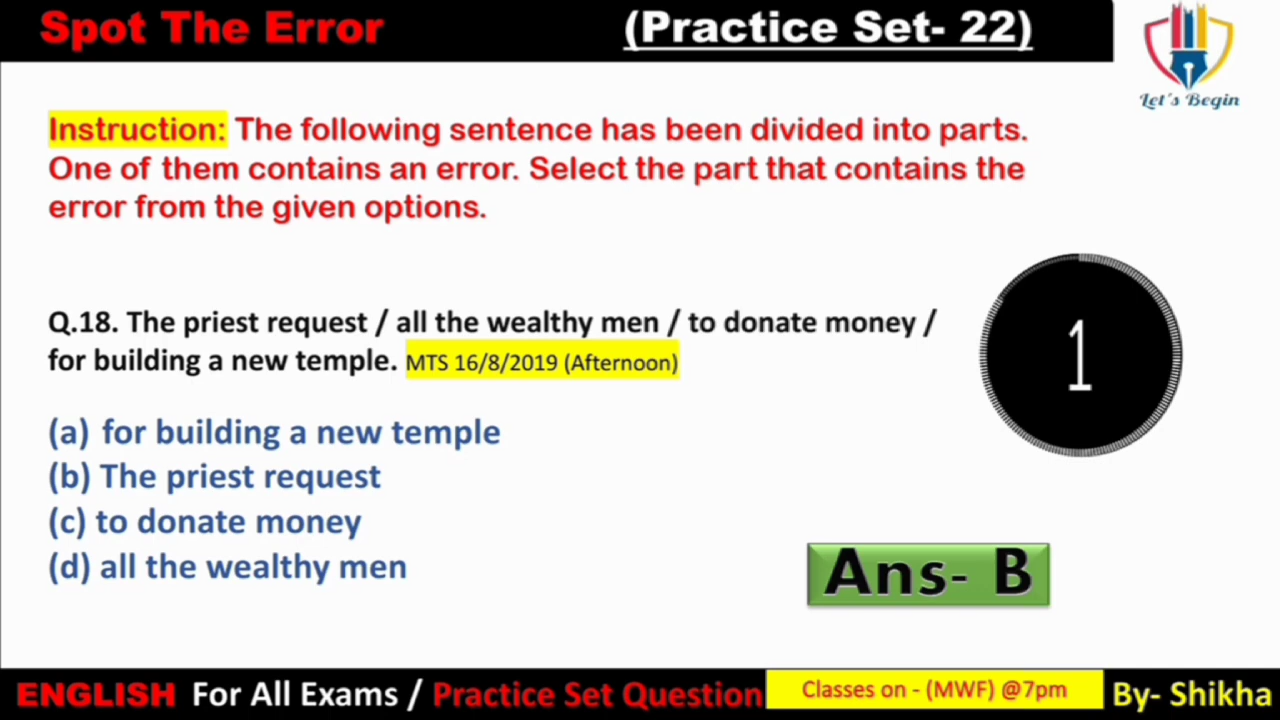 Spot The Error
(Practice Set- 22)
Let's Begin
Instruction: The following sentence has been divided into parts.
One of them contains an error. Select the part that contains the
error from the given options.
Q.18. The priest request / all the wealthy men / to donate money /
for building a new temple. MTS 16/8/2019 (Afternoon)
1
(a) for building a new temple
(b) The priest request
(c) to donate money
(d) all the wealthy men
Ans- B
ENGLISH For All Exams / Practice Set Question
Classes on - (MWF) @7pm
By- Shikha